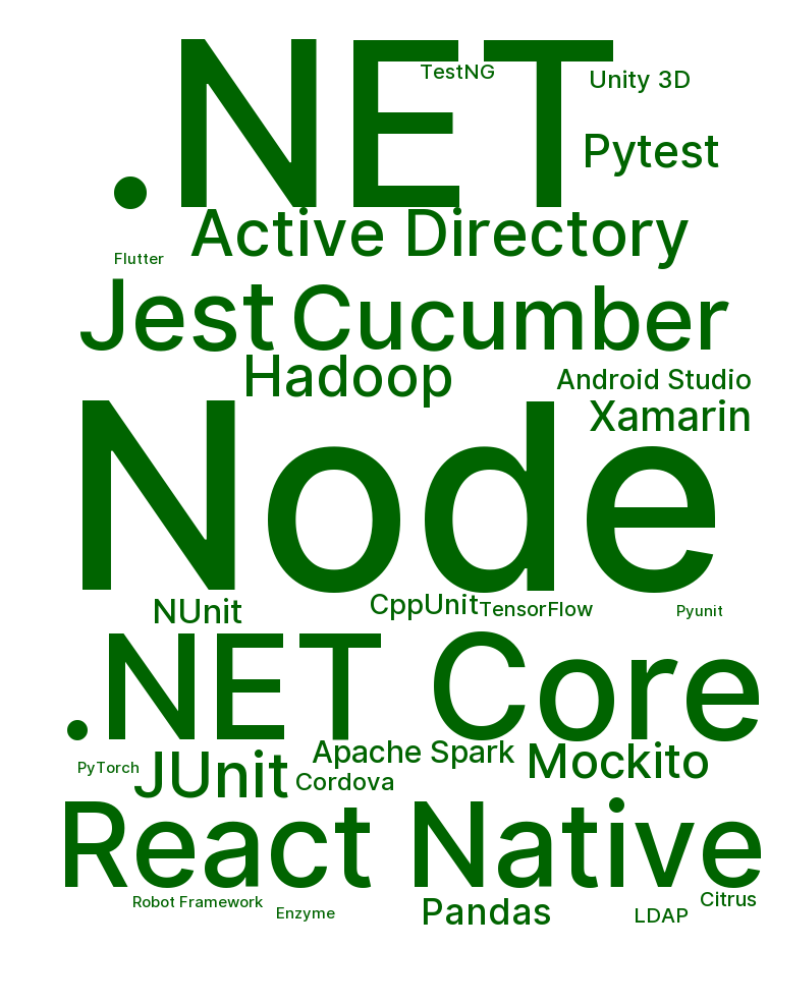 .NET
TestNG
Unity 3D
Pytest
Active Directory
Flutter
Jest
Cucumber
Hadoop
Android Studio
Xamarin
Node
NUnit
CppUnit
TensorFlow
Pyunit
.NET Core
PyTorch
JUnit
Apache Spark
Cordova
Mockito
React Native
Robot Framework
Enzyme
Pandas
LDAP
Citrus